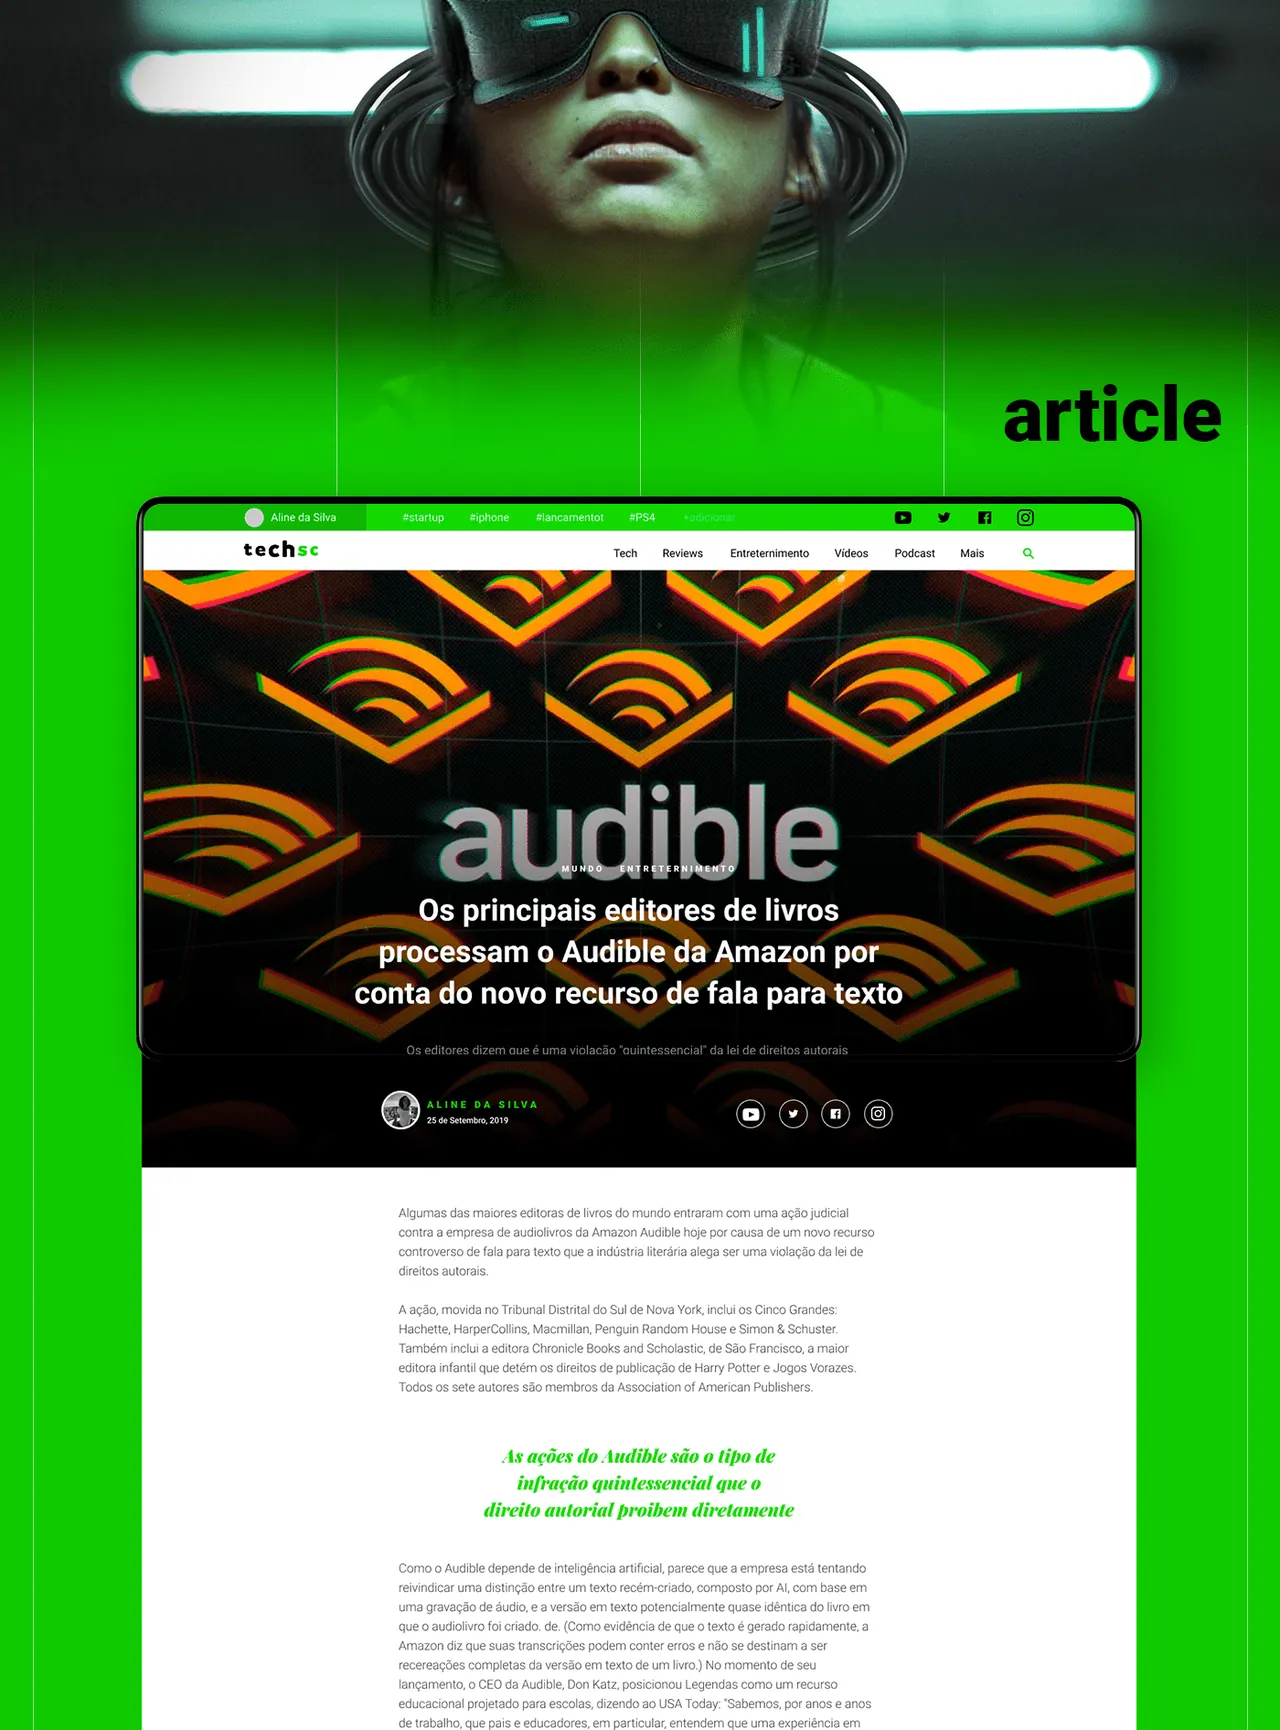 article
Aline da Silva #startup #iphone #lancamentot #PS4 +adicionar
techsc Tech Reviews Entreternimento Vídeos Podcast Mais
audible
MUNDO ENTRETERNIMENTO
Os principais editores de livros
processam o Audible da Amazon por
conta do novo recurso de fala para texto
Os editores dizem que é uma violação "quintessencial" da lei de direitos autorais
ALINE DA SILVA
25 de Setembro, 2019
Algumas das maiores editoras de livros do mundo entraram com uma ação judicial
contra a empresa de audiolivros da Amazon Audible hoje por causa de um novo recurso
controverso de fala para texto que a indústria literária alega ser uma violação da lei de
direitos autorais.
A ação, movida no Tribunal Distrital do Sul de Nova York, inclui os Cinco Grandes:
Hachette, HarperCollins, Macmillan, Penguin Random House e Simon & Schuster.
Também inclui a editora Chronicle Books and Scholastic, de São Francisco, a maior
editora infantil que detém os direitos de publicação de Harry Potter e Jogos Vorazes.
Todos os sete autores são membros da Association of American Publishers.
As ações do Audible são o tipo de
infração quintessencial que o
direito autorial proibem diretamente
Como o Audible depende de inteligência artificial, parece que a empresa está tentando
reivindicar uma distinção entre um texto recém-criado, composto por AI, com base em
uma gravação de áudio, e a versão em texto potencialmente quase idêntica do livro em
que o audiolivro foi criado. de. (Como evidência de que o texto é gerado rapidamente, a
Amazon diz que suas transcrições podem conter erros e não se destinam a ser
recereações completas da versão em texto de um livro.) No momento de seu
lançamento, o CEO da Audible, Don Katz, posicionou Legendas como um recurso
educacional projetado para escolas, dizendo ao USA Today: "Sabemos, por anos e anos
de trabalho, que pais e educadores, em particular, entendem que uma experiência em